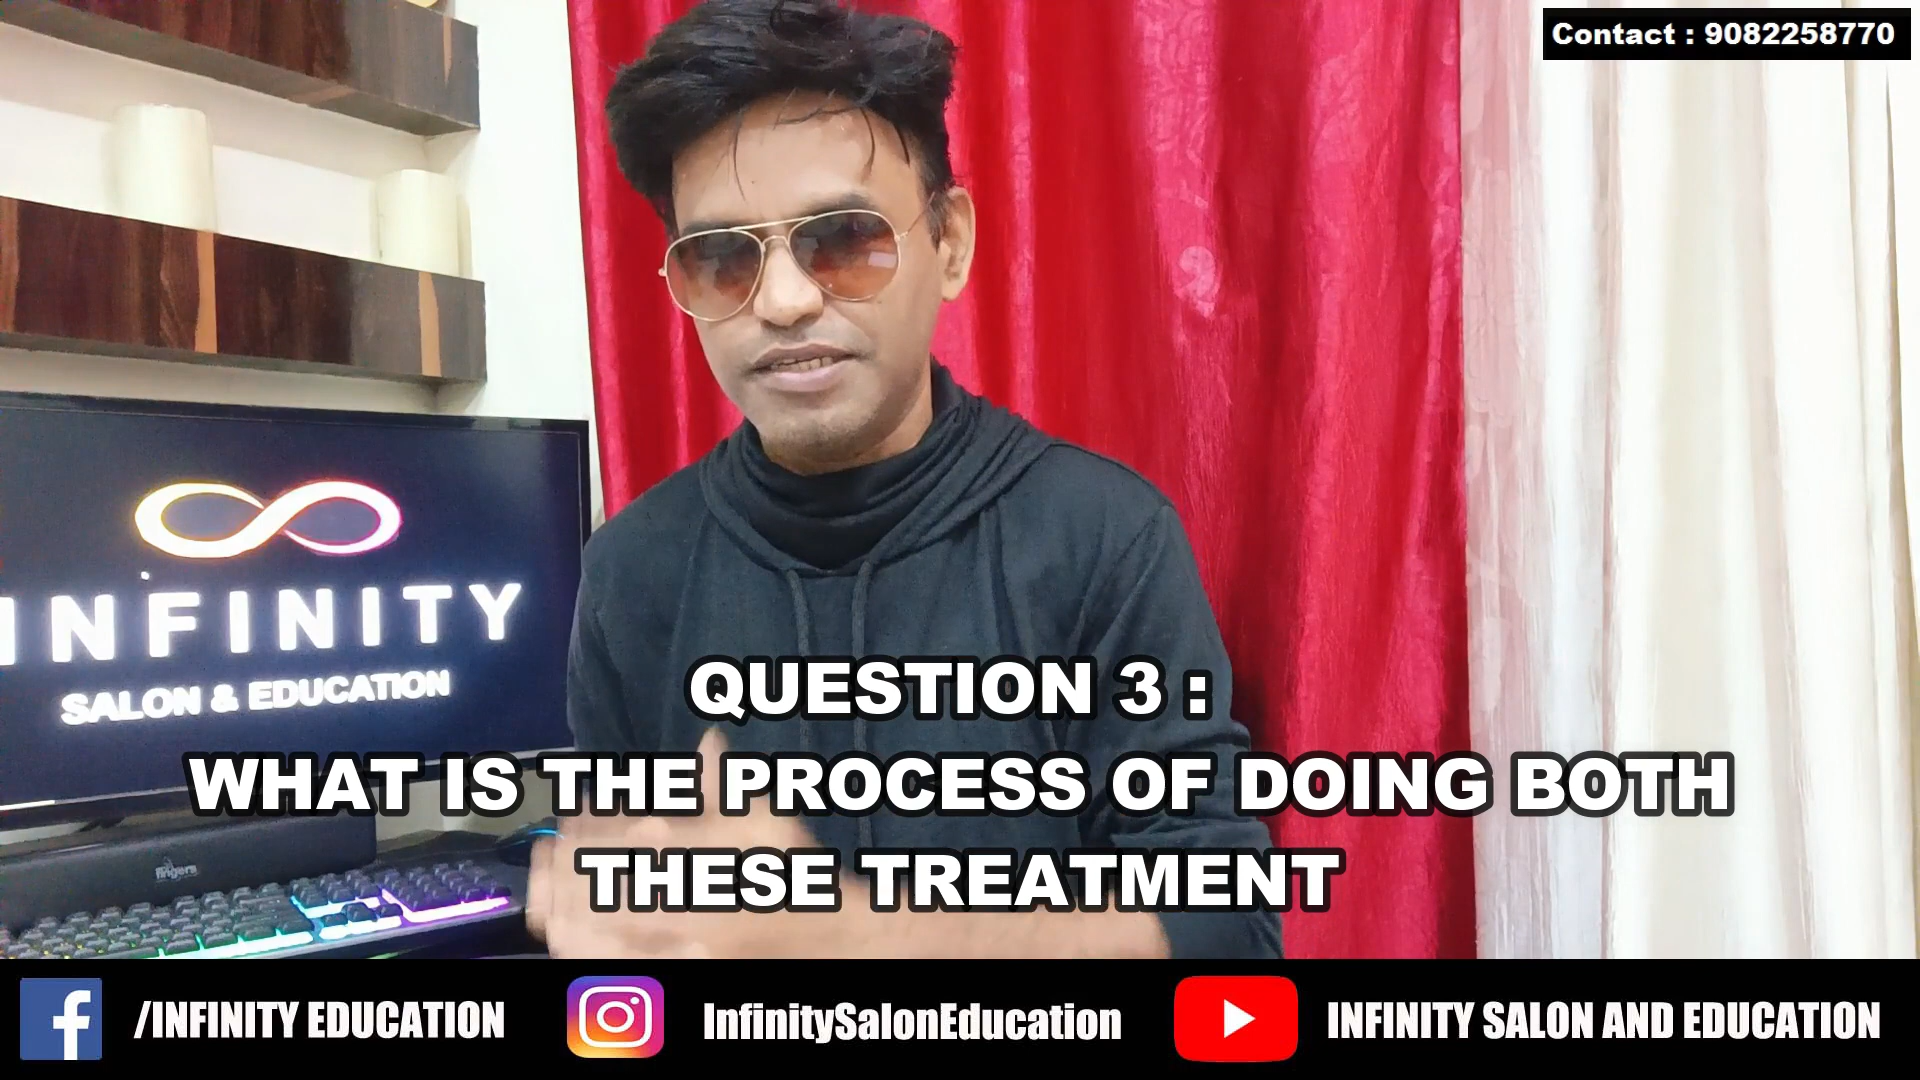 Contact : 9082258770
INFINITY
SALON & EDUCATION
fingers
QUESTION 3 :
WHAT IS THE PROCESS OF DOING BOTH
THESE TREATMENT
/INFINITY EDUCATION
InfinitySalonEducation
INFINITY SALON AND EDUCATION